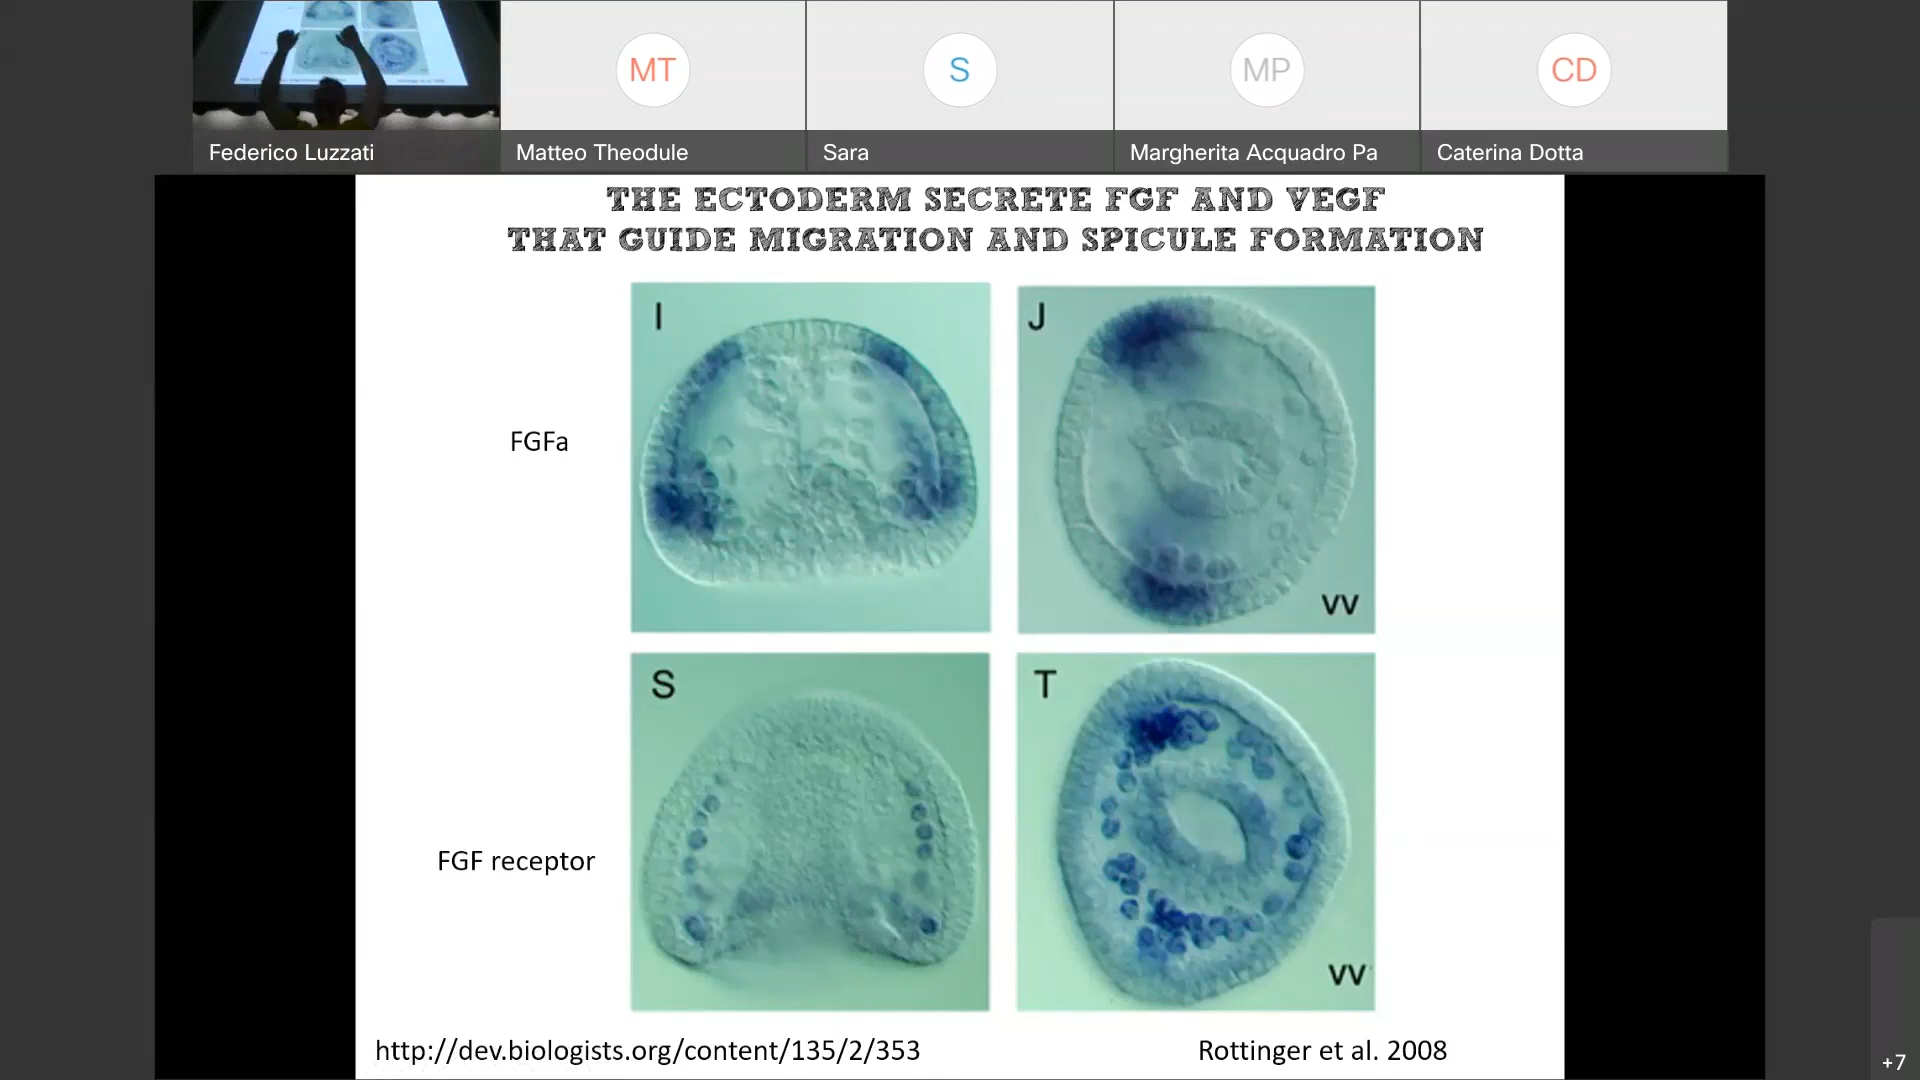 MT
S
MP
CD
Federico Luzzati
Matteo Theodule
Sara
Margherita Acquadro Pa
Caterina Dotta
THE ECTODERM SECRETE FGF AND VEGF
THAT GUIDE MIGRATION AND SPICULE FORMATION
I
J
FGFa
vv
S
T
FGF receptor
vv
http://dev.biologists.org/content/135/2/353
Rottinger et al. 2008
+7